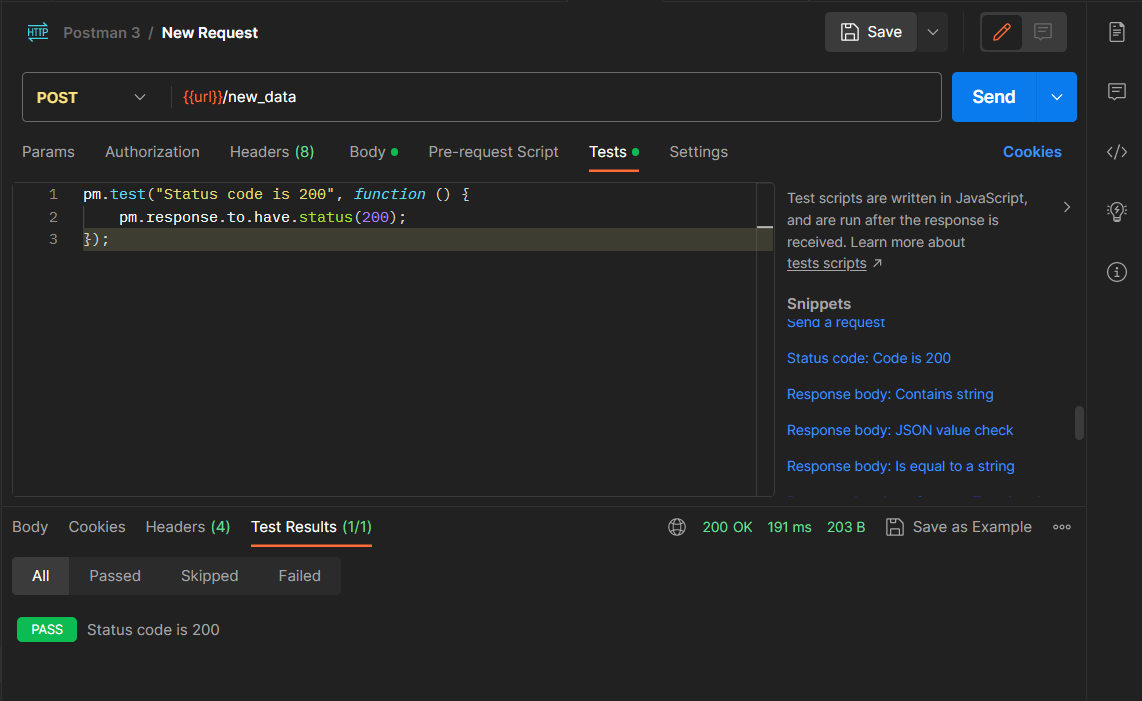 HTTP Postman 3 / New Request Save
POST {{url}}/new_data Send
Params Authorization Headers (8) Body Pre-request Script Tests Settings Cookies
1 pm.test("Status code is 200", function () {
2 pm.response.to.have.status(200);
3 });
Test scripts are written in JavaScript,
and are run after the response is
received. Learn more about
tests scripts
Snippets
Send a request
Status code: Code is 200
Response body: Contains string
Response body: JSON value check
Response body: Is equal to a string
Body Cookies Headers (4) Test Results (1/1) 200 OK 191 ms 203 B Save as Example
All Passed Skipped Failed
PASS Status code is 200